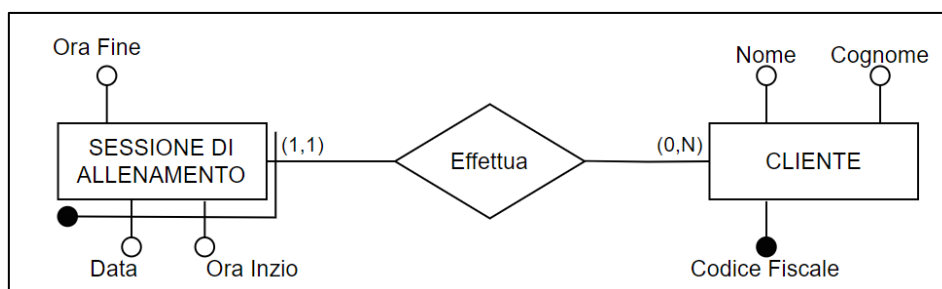 Ora Fine
Nome
Cognome
SESSIONE DI
ALLENAMENTO
(1,1)
Effettua
(0,N)
CLIENTE
Data
Ora Inzio
Codice Fiscale